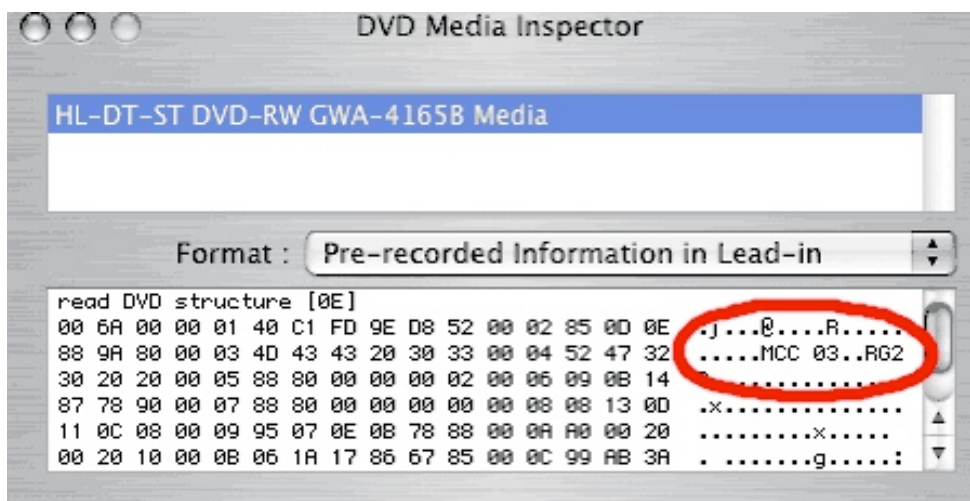 DVD Media Inspector
HL-DT-ST DVD-RW GWA-4165B Media
Format : Pre-recorded Information in Lead-in
read DVD structure [0E]
00 6A 00 00 01 40 C1 FD 9E D8 52 00 02 85 0D 0E .j...@....R.....
88 9A 80 00 03 4D 43 43 20 30 33 00 04 52 47 32 .....MCC 03..RG2
30 20 20 00 05 88 80 00 00 00 02 00 06 09 0B 14
87 78 90 00 07 88 80 00 00 00 00 00 08 08 13 0D .x..............
11 0C 08 00 09 95 07 0E 0B 78 88 00 0A A0 00 20 .........x.....
00 20 10 00 0B 06 1A 17 86 67 85 00 0C 99 AB 3A . .......g.....: